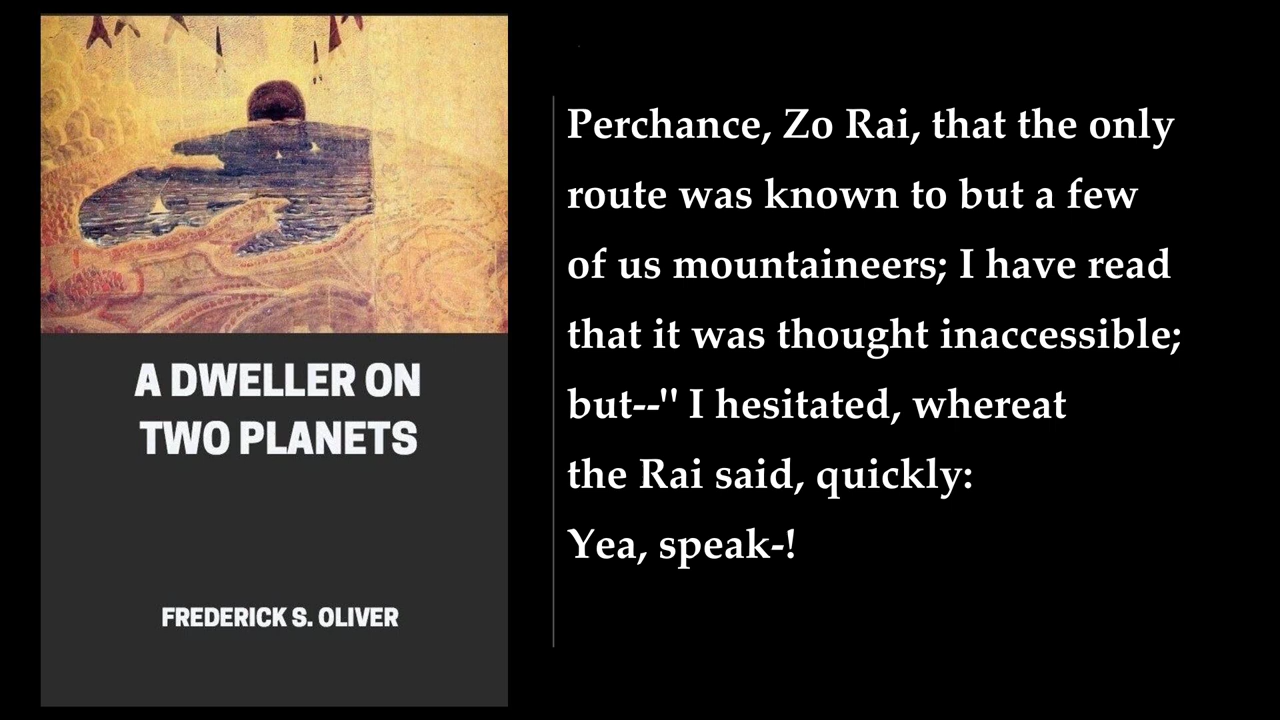 A DWELLER ON
TWO PLANETS
FREDERICK S. OLIVER
Perchance, Zo Rai, that the only
route was known to but a few
of us mountaineers; I have read
that it was thought inaccessible;
but--" I hesitated, whereat
the Rai said, quickly:
Yea, speak-!